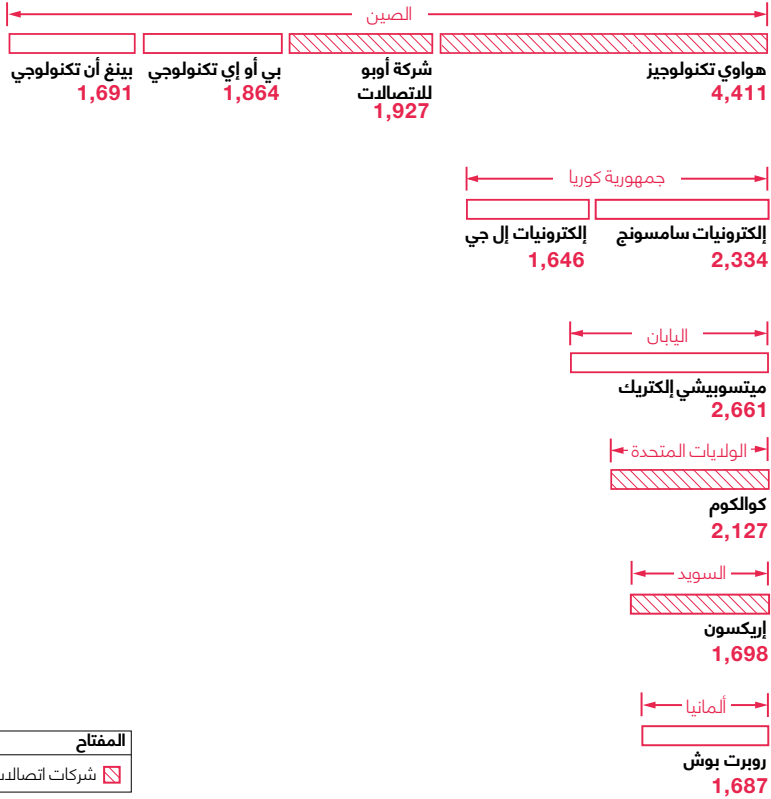 الصين
هواوي تكنولوجيز
4,411
شركة أوبو
للاتصالات
1,927
بي أو إي تكنولوجي
1,864
بينغ أن تكنولوجي
1,691
جمهورية كوريا
إلكترونيات سامسونج
2,334
إلكترونيات إل جي
1,646
اليابان
ميتسوبيشي إلكتريك
2,661
الولايات المتحدة
كوالكوم
2,127
السويد
إريكسون
1,698
ألمانيا
روبرت بوش
1,687
المفتاح
شركات